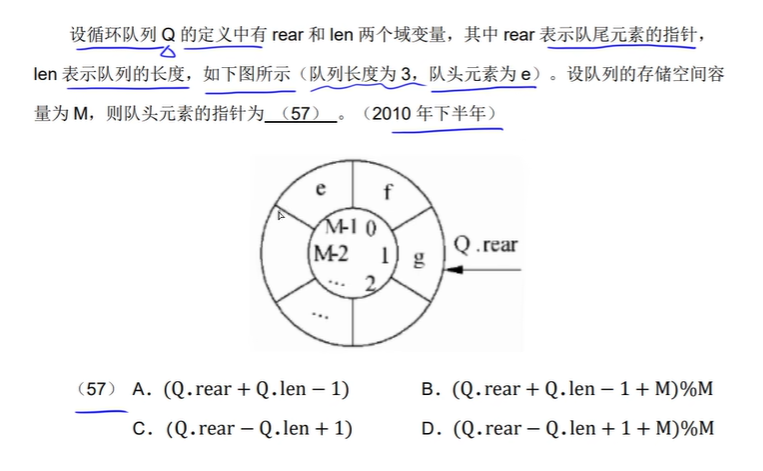 设循环队列 Q 的定义中有 rear 和 len 两个域变量，其中 rear 表示队尾元素的指针，
len 表示队列的长度，如下图所示（队列长度为 3，队头元素为 e）。设队列的存储空间容
量为 M，则队头元素的指针为（57）。（2010 年下半年）
e f
M-1 0
M-2 1 g Q.rear
... 2
...
（57） A. (Q.rear + Q.len − 1) B. (Q.rear + Q.len − 1 + M)%M
C. (Q.rear − Q.len + 1) D. (Q.rear − Q.len + 1 + M)%M